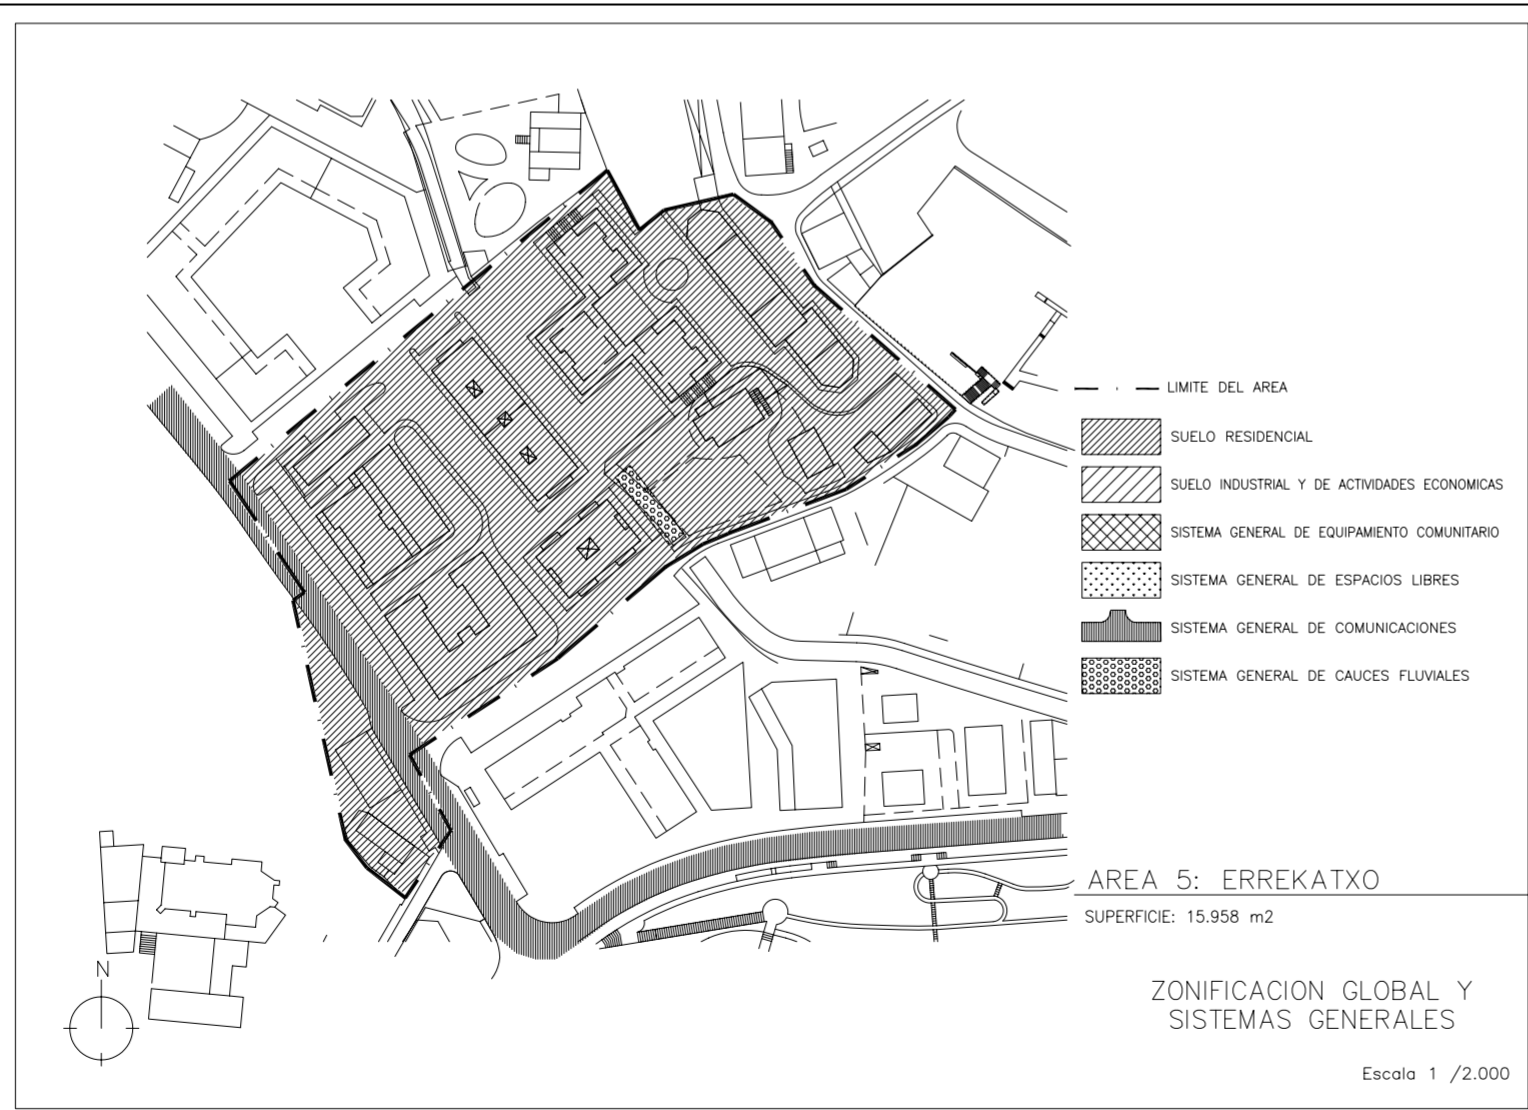 LIMITE DEL AREA
SUELO RESIDENCIAL
SUELO INDUSTRIAL Y DE ACTIVIDADES ECONOMICAS
SISTEMA GENERAL DE EQUIPAMIENTO COMUNITARIO
SISTEMA GENERAL DE ESPACIOS LIBRES
SISTEMA GENERAL DE COMUNICACIONES
SISTEMA GENERAL DE CAUCES FLUVIALES
AREA 5: ERREKATXO
SUPERFICIE: 15.958 m2
N
ZONIFICACION GLOBAL Y
SISTEMAS GENERALES
Escala 1 /2.000